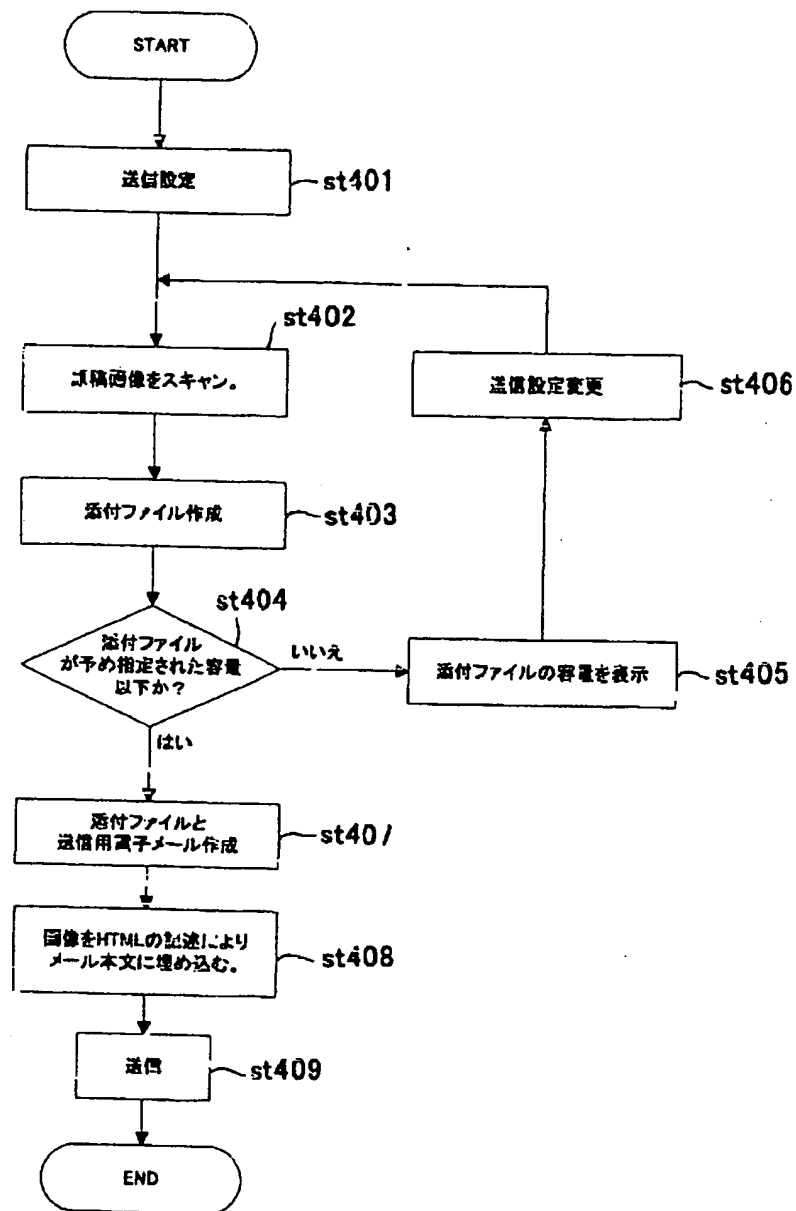 START
送信設定
st401
st402
原稿画像をスキャン。
送信設定変更
st406
添付ファイル作成
st403
st404
添付ファイル
が予め指定された容量
以下か?
いいえ
添付ファイルの容量を表示
st405
はい
添付ファイルと
送信用電子メール作成
st407
画像をHTMLの記述により
メール本文に埋め込む。
st408
送信
st409
END